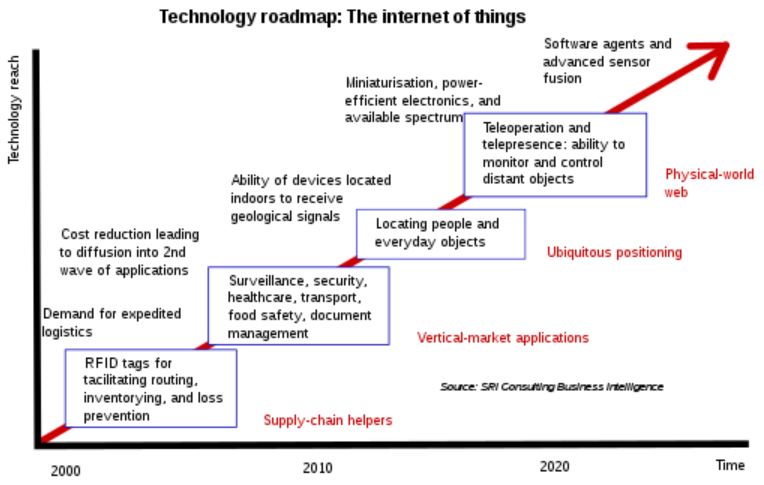 Technology roadmap: The internet of things
Technology reach
Software agents and
advanced sensor
fusion
Miniaturisation, power-
efficient electronics, and
available spectrum
Teleoperation and
telepresence: ability to
monitor and control
distant objects
Physical-world
web
Ability of devices located
indoors to receive
geological signals
Locating people and
everyday objects
Ubiquitous positioning
Cost reduction leading
to diffusion into 2nd
wave of applications
Surveillance, security,
healthcare, transport,
food safety, document
management
Vertical-market applications
Demand for expedited
logistics
RFID tags for
tacilitating routing,
inventorying, and loss
prevention
Supply-chain helpers
Source: SRI Consulting Business Intelligence
2000
2010
2020
Time